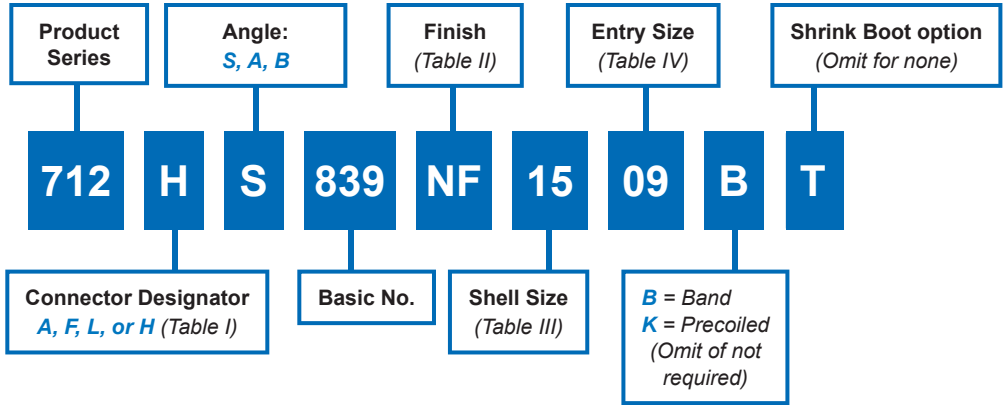 Product
Series
Angle:
S, A, B
Finish
(Table II)
Entry Size
(Table IV)
Shrink Boot option
(Omit for none)
712 H S 839 NF 15 09 B T
Connector Designator
A, F, L, or H (Table I)
Basic No.
Shell Size
(Table III)
B = Band
K = Precoiled
(Omit of not
required)